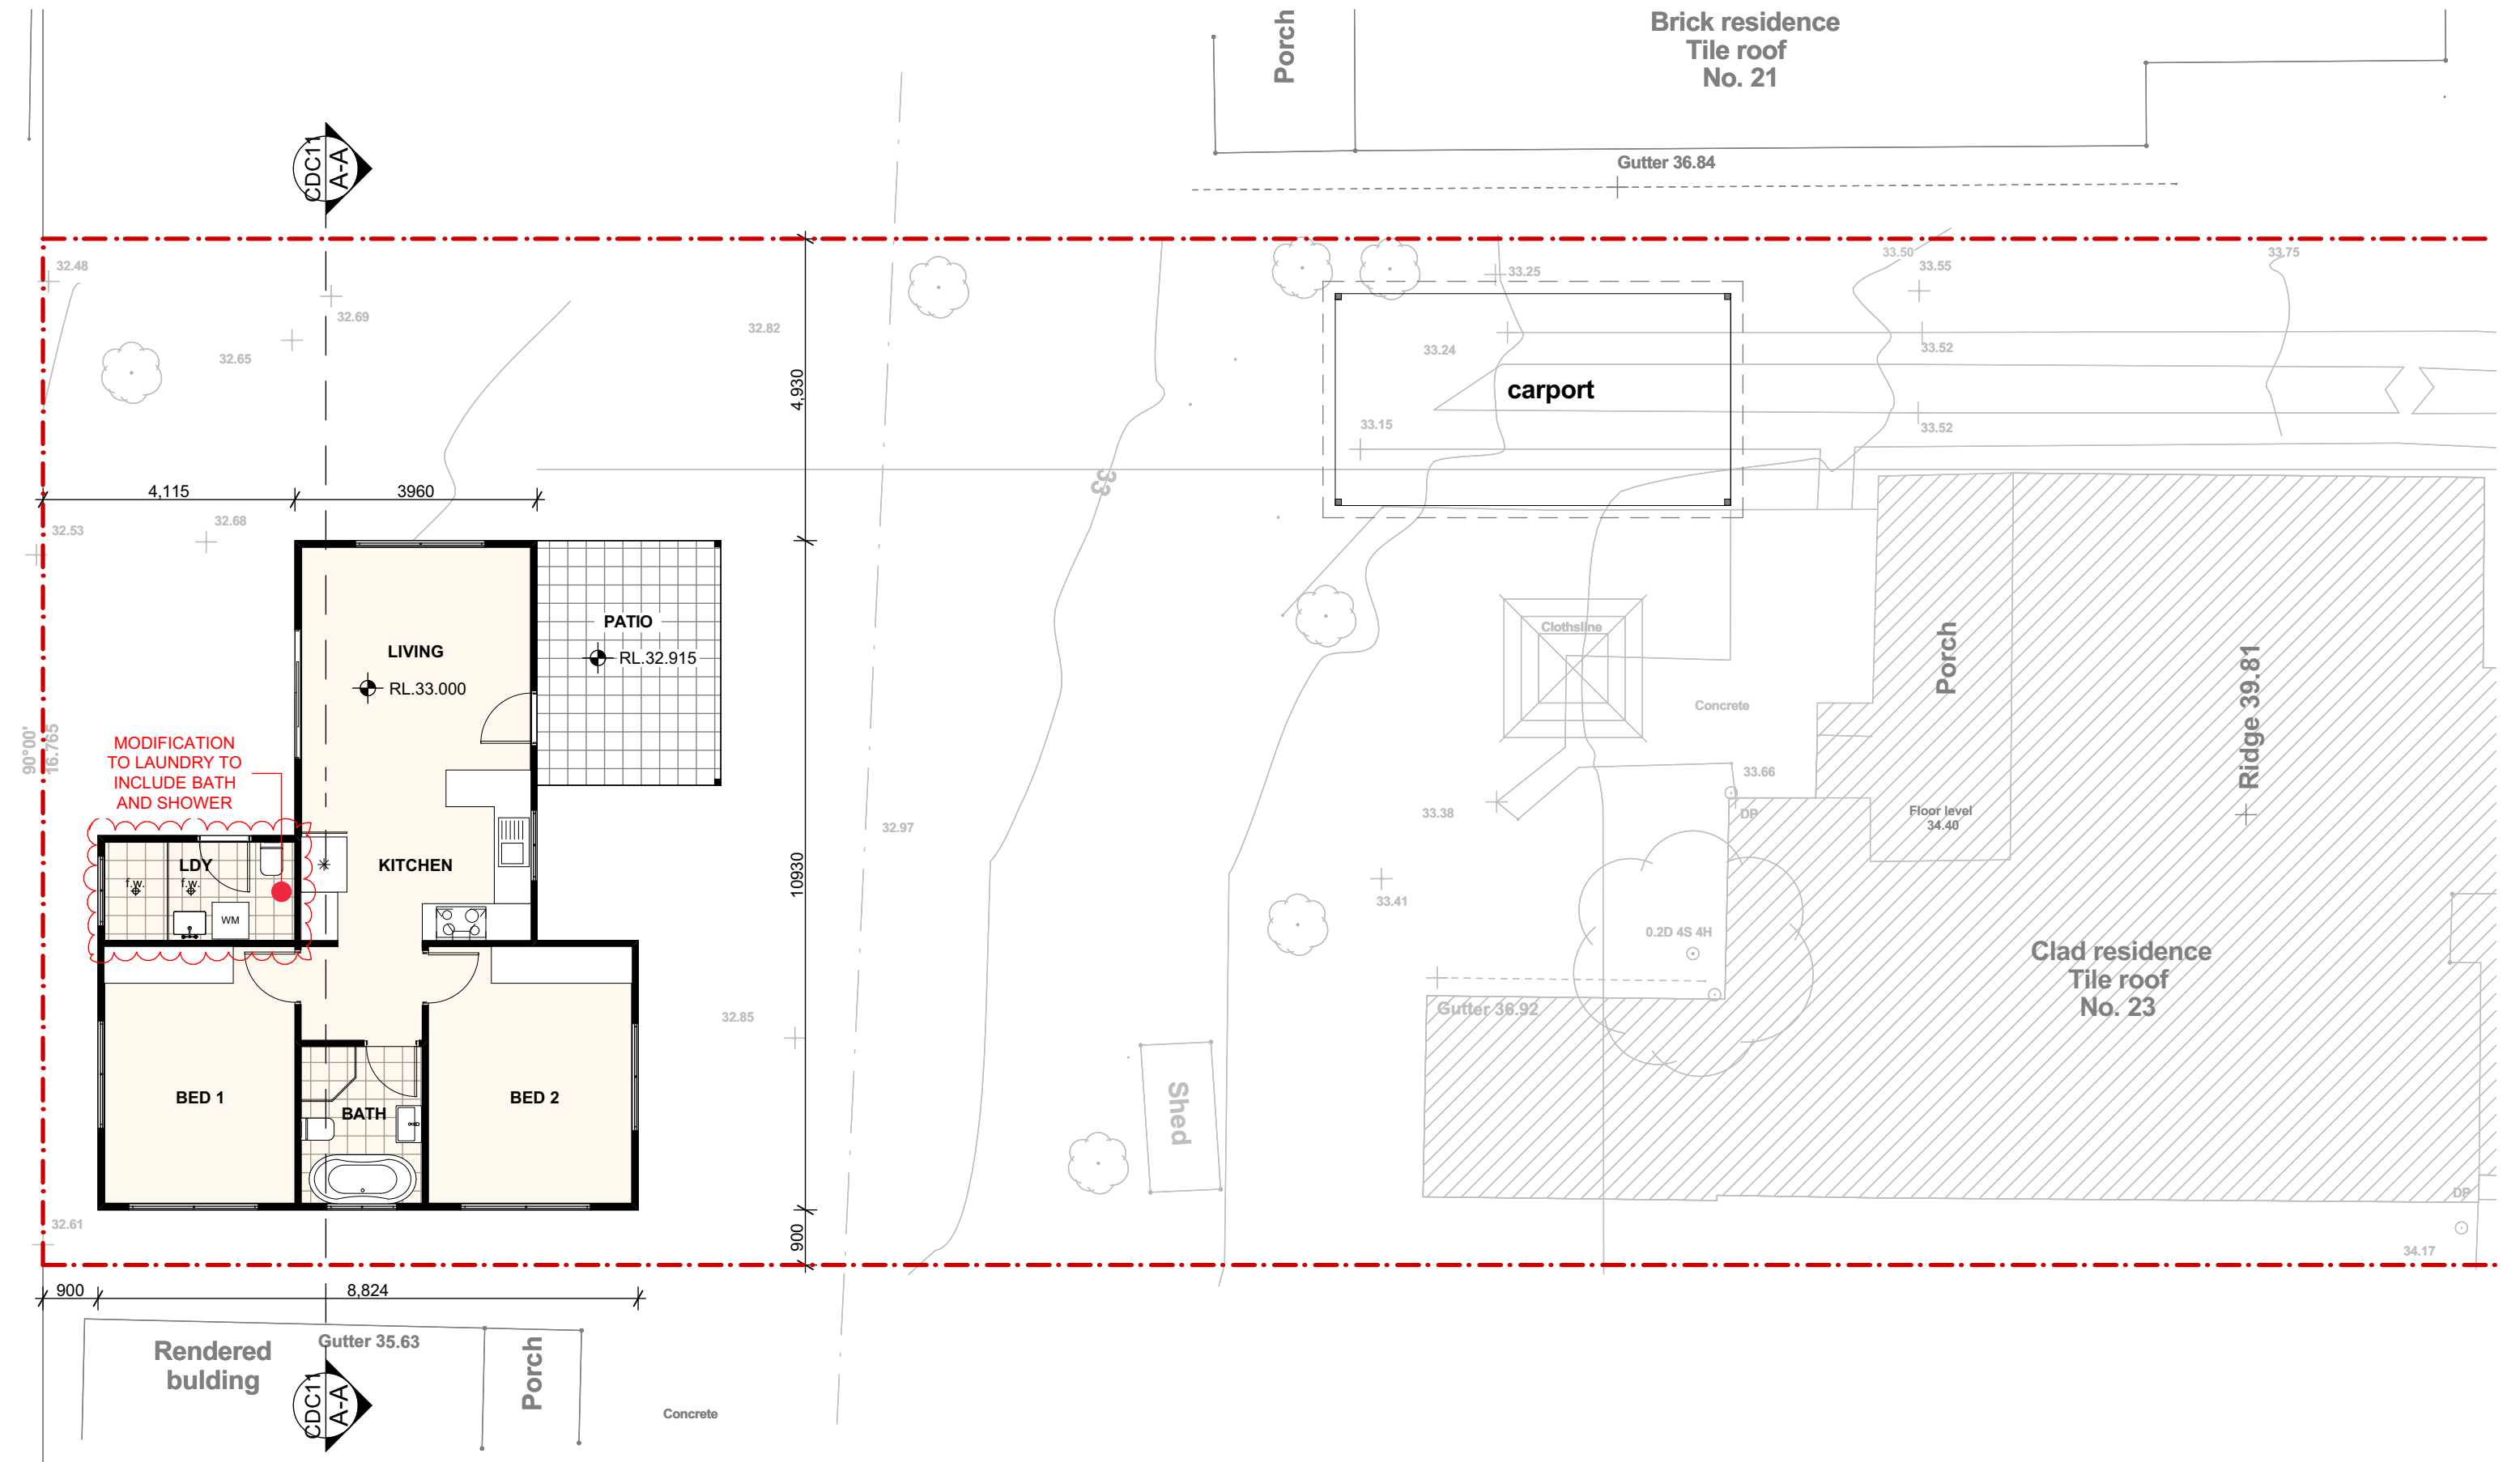 Brick residence
Tile roof
No. 21
Porch
Gutter 36.84
CDC11
A-A
32.48
32.69
32.65
32.82
33.25
33.50
33.55
33.75
33.24
33.52
carport
4,930
33.15
33.52
33
4,115
3960
32.53
32.68
PATIO
RL.32.915
LIVING
RL.33.000
Clothsline
Porch
Ridge 39.81
Concrete
90°00'
16.765
MODIFICATION
TO LAUNDRY TO
INCLUDE BATH
AND SHOWER
33.66
DP
33.38
Floor level
34.40
32.97
LDY
f.w.
f.w.
WM
KITCHEN
10930
33.41
0.2D 4S 4H
Clad residence
Tile roof
No. 23
Gutter 36.92
32.85
BED 1
BATH
BED 2
Shed
DP
32.61
900
34.17
900
8,824
Gutter 35.63
Rendered
bulding
Porch
CDC11
A-A
Concrete